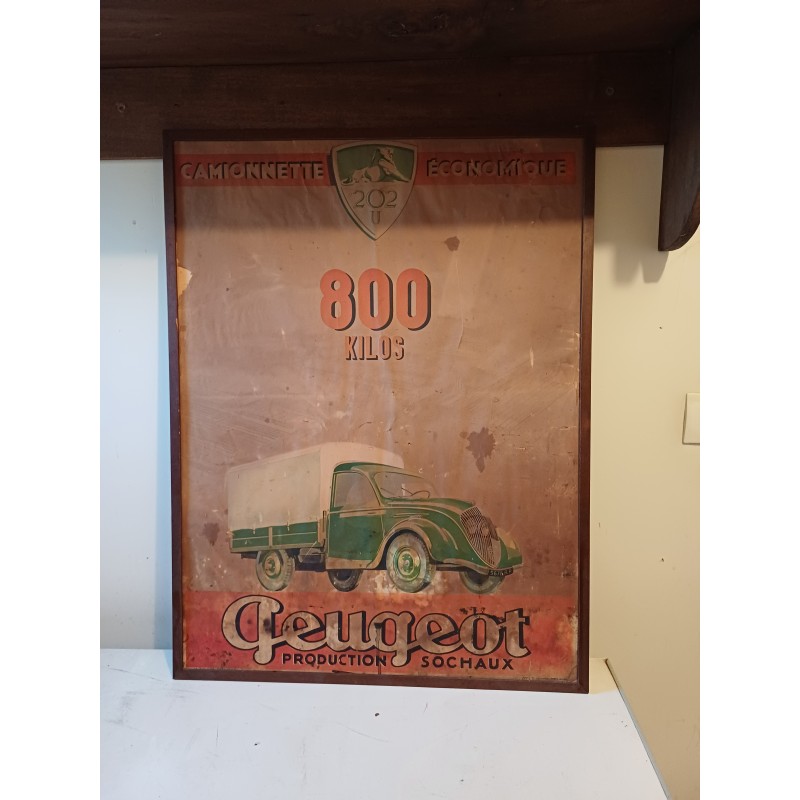 CAMIONNETTE ÉCONOMIQUE
202
U
800
KILOS
Peugeot
PRODUCTION SOCHAUX